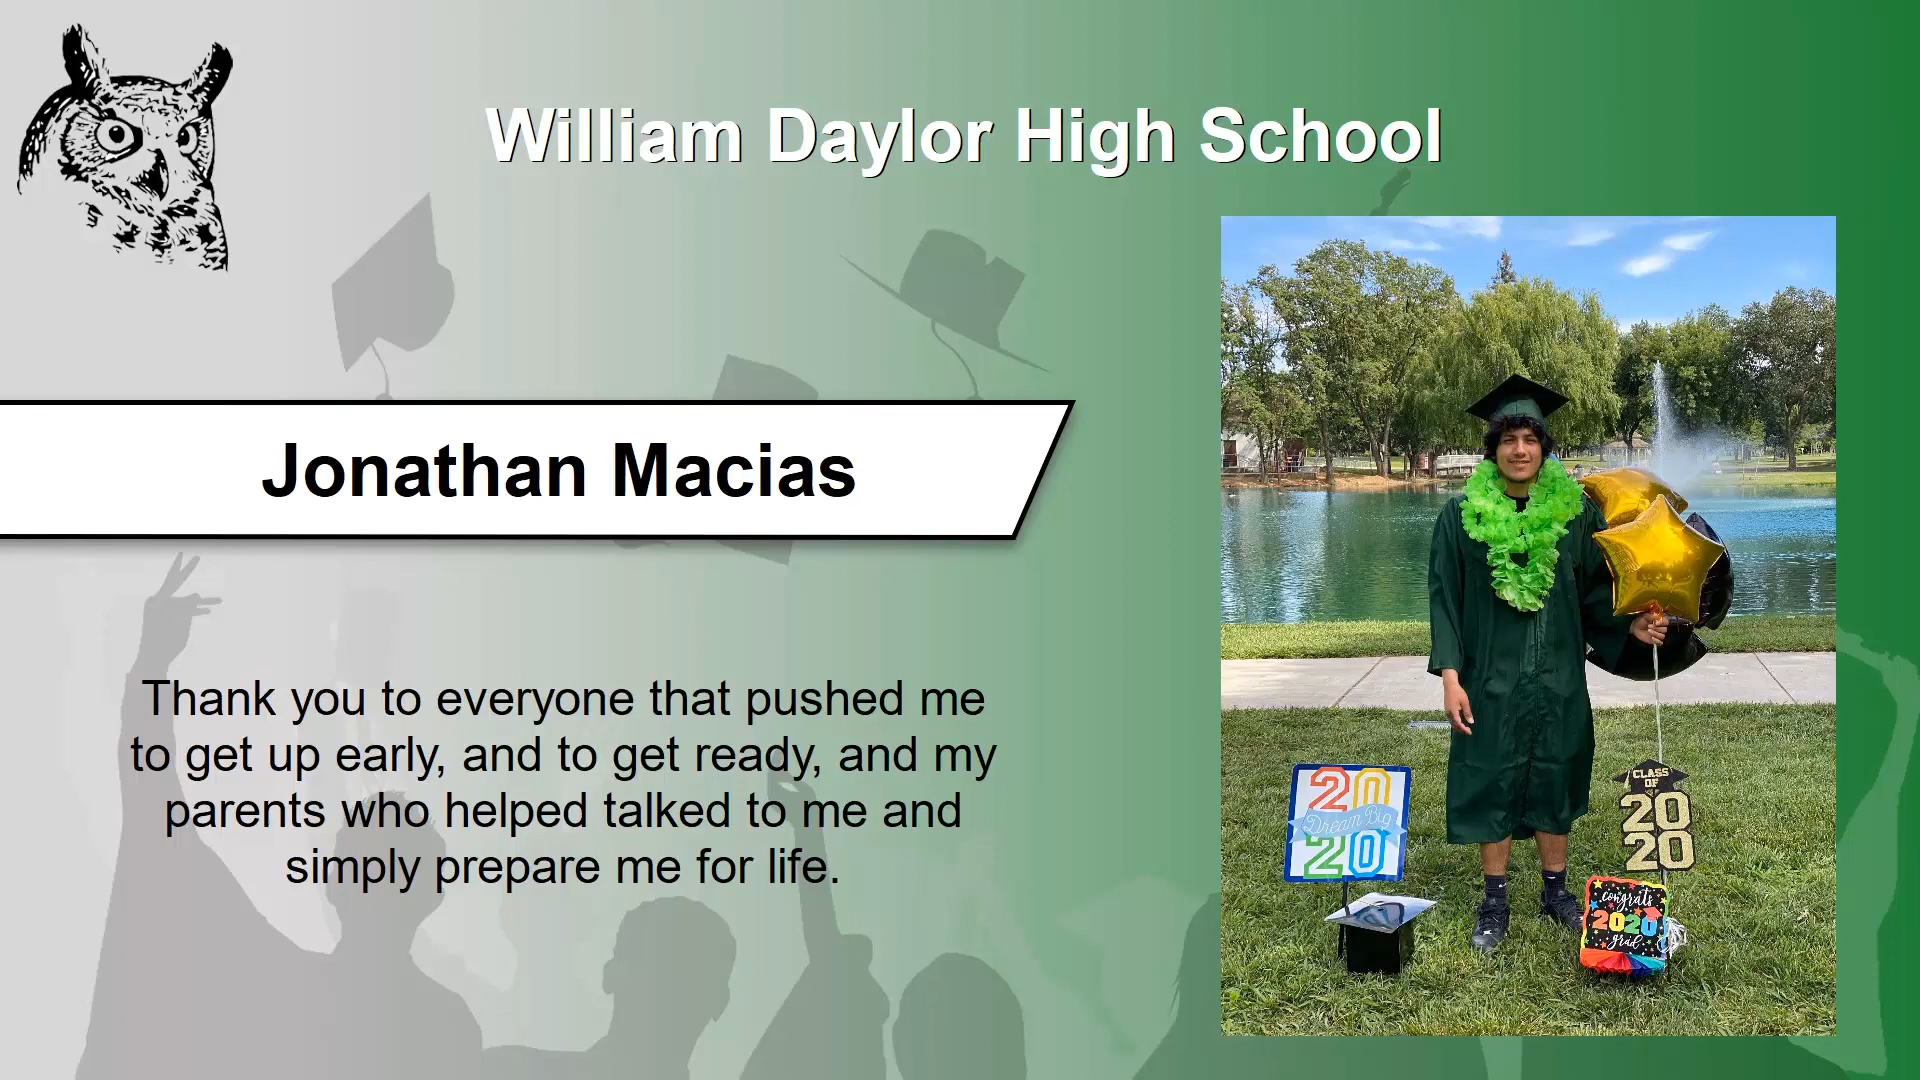 William Daylor High School
Jonathan Macias
Thank you to everyone that pushed me
to get up early, and to get ready, and my
parents who helped talked to me and
simply prepare me for life.
20
Dream Big
20
CLASS
OF
20
20
congrats
2020
grad